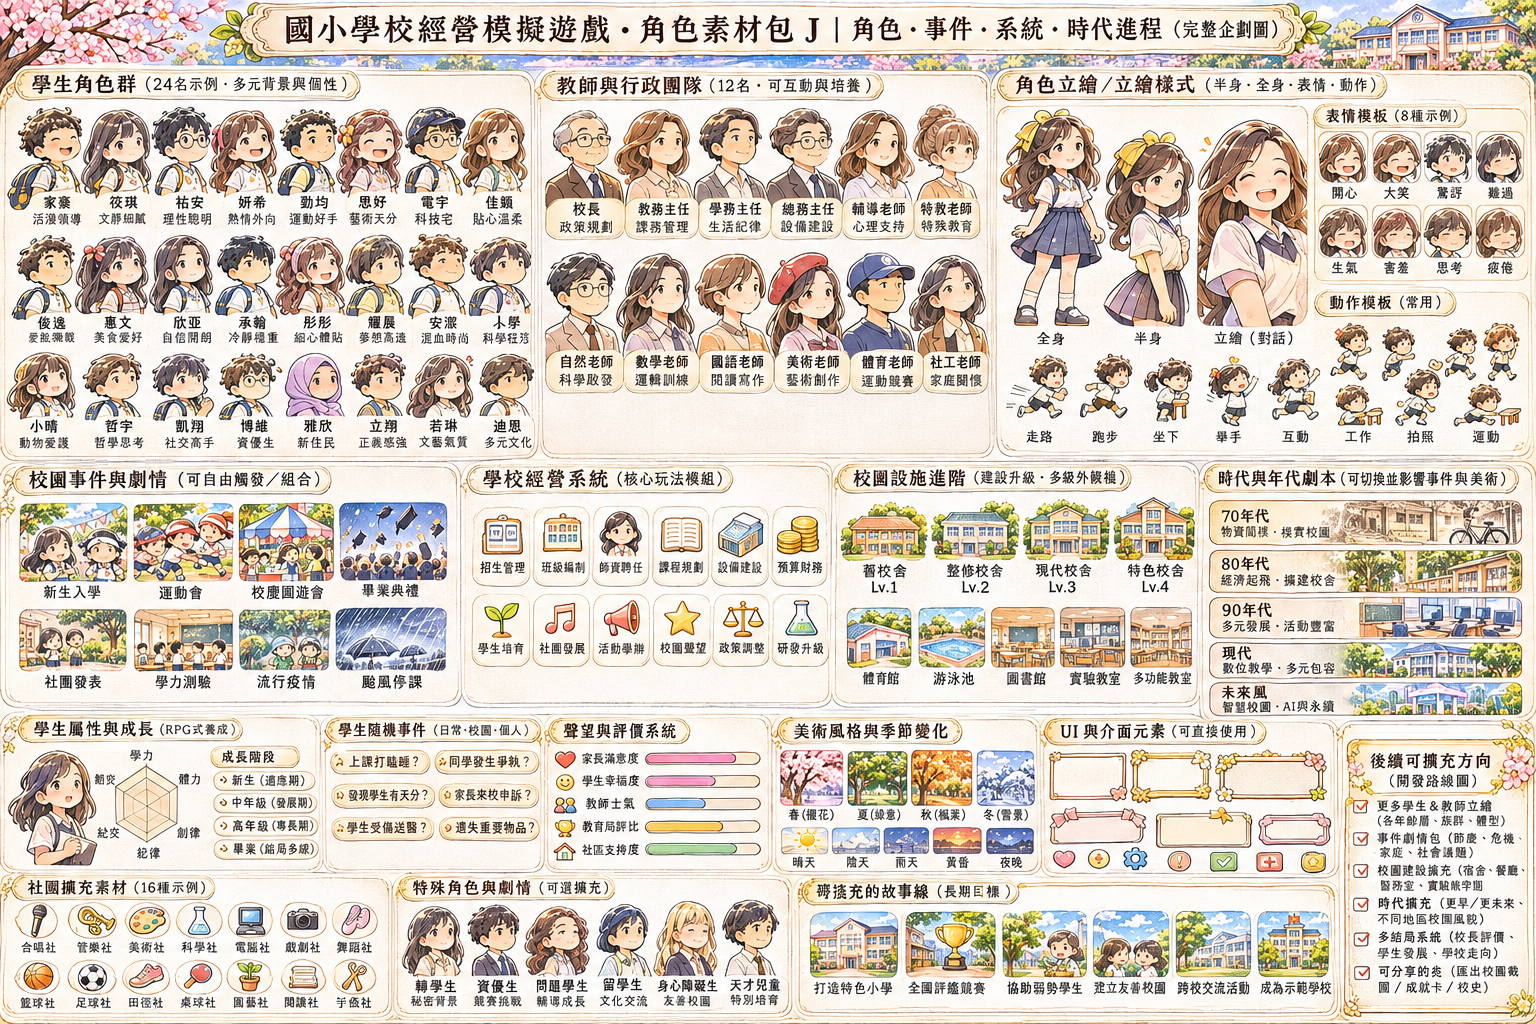 國小學校經營模擬遊戲・角色素材包 J｜角色・事件・系統・時代進程（完整企劃圖）
學生角色群（24名示例・多元背景與個性）
家豪 筱琪 祐安 妍希 勁均 思妤 電宇 佳穎
活潑領導 文靜細膩 理性聰明 熱情外向 運動好手 藝術天分 科技宅 貼心溫柔
俊逸 惠文 欣亞 承翰 彤彤 耀展 安澈
美食愛好 自信開朗 冷靜穩重 細心體貼 夢想高遠 混血時尚
小晴 哲宇 凱翔 博維 雅欣 立翔 若琳 迪恩
動物愛護 哲學思考 社交高手 資優生 新住民 正義感強 文藝氣質 多元文化
教師與行政團隊（12名・可互動與培養）
校長 教務主任 學務主任 總務主任 輔導老師 特教老師
政策規劃 課務管理 生活紀律 設備建設 心理支持 特殊教育
自然老師 數學老師 國語老師 美術老師 體育老師 社工老師
科學啟發 邏輯訓練 閱讀寫作 藝術創作 運動競賽 家庭關懷
角色立繪／立繪樣式（半身・全身・表情・動作）
全身 半身 立繪（對話）
走路 跑步 坐下 舉手 互動 工作 拍照 運動
表情模板（8種示例）
開心 大笑 驚訝 難過
生氣 害羞 思考 疲倦
動作模板（常用）
校園事件與劇情（可自由觸發／組合）
新生入學 運動會 校慶園遊會 畢業典禮
社團發表 學力測驗 流行疫情 颱風停課
學校經營系統（核心玩法模組）
招生管理 班級編制 師資聘任 課程規劃 設備建設 預算財務
學生培育 社團發展 活動舉辦 校園聲望 政策調整 研發升級
校園設施進階（建設升級・多級外觀）
舊校舍 整修校舍 現代校舍 特色校舍
Lv.1 Lv.2 Lv.3 Lv.4
體育館 游泳池 圖書館 實驗教室 多功能教室
時代與年代劇本（可切換並影響事件與美術）
70年代
物資簡樸・樸實校園
80年代
經濟起飛・擴建校舍
90年代
多元發展・活動豐富
現代
數位教學・多元包容
未來風
智慧校園・AI與永續
學生屬性與成長（RPG式養成）
學力
體力
創律
紀律
成長階段
新生（適應期）
中年級（發展期）
高年級（專長期）
畢業（結局多線）
學生隨機事件（日常・校園・個人）
上課打瞌睡？ 同學發生爭執？
發現學生有天分？ 家長來校申訴？
學生受傷送醫？ 遺失重要物品？
聲望與評價系統
家長滿意度
學生幸福度
教師士氣
教育局評比
社區支持度
美術風格與季節變化
春（櫻花） 夏（綠意） 秋（楓葉） 冬（雪景）
晴天 陰天 雨天 黃昏 夜晚
UI 與介面元素（可直接使用）
後續可擴充方向
（開發路線圖）
更多學生＆教師立繪
（各年齡層、族群、體型）
事件劇情包（節慶、危機、
家庭、社會議題）
校園建設擴充（宿舍、餐廳、
時代擴充（更早／更未來、
不同地區校園風貌）
多結局系統（校長評價、
學生發展、學校走向）
圖／成就卡／校史）
社團擴充素材（16種示例）
合唱社 管樂社 美術社 科學社 電腦社 戲劇社 舞蹈社
籃球社 足球社 田徑社 桌球社 園藝社 閱讀社
特殊角色與劇情（可選擴充）
轉學生 資優生 問題學生 留學生 身心障礙生 天才兒童
秘密背景 競賽挑戰 輔導成長 文化交流 友善校園 特別培育
的故事線（長期目標）
打造特色小學 全國評鑑競賽 協助弱勢學生 建立友善校園 跨校交流活動 成為示範學校